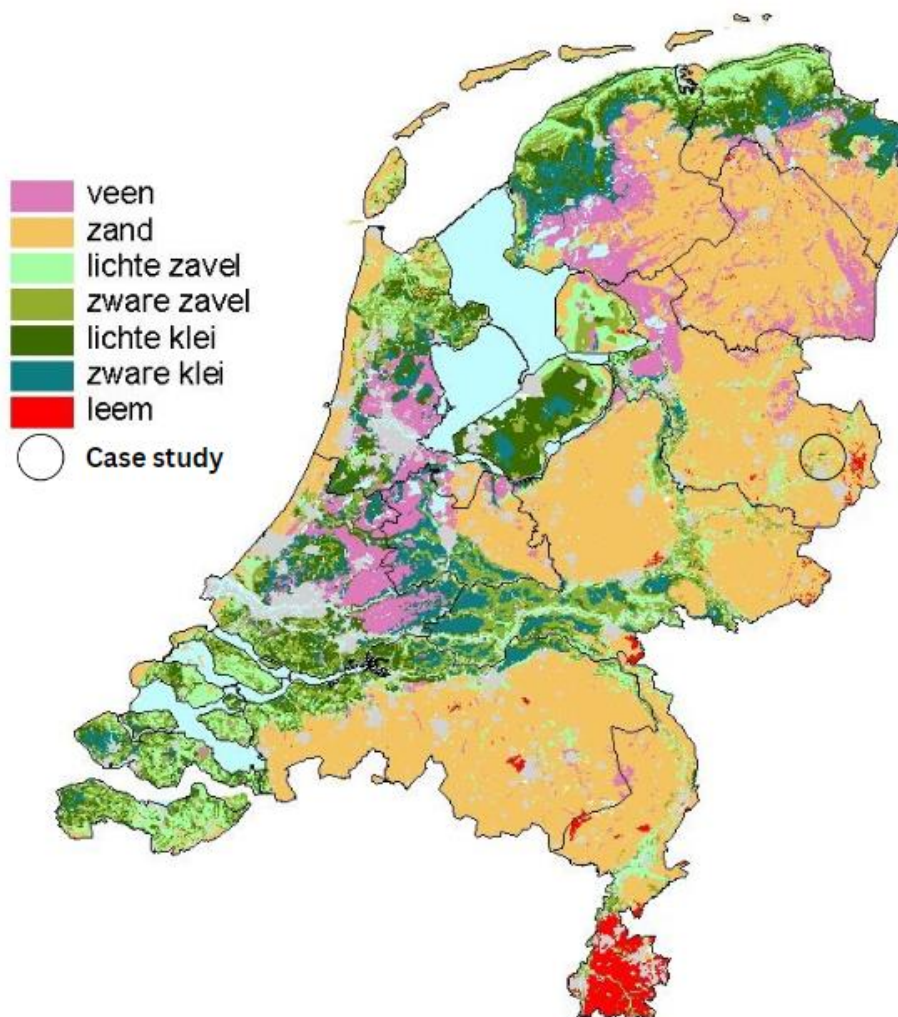 veen
zand
lichte zavel
zware zavel
lichte klei
zware klei
leem
Case study